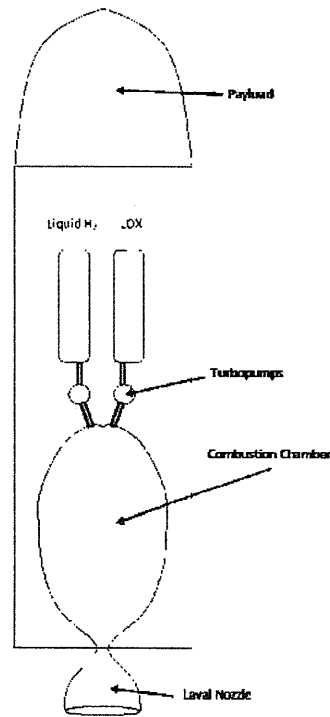 Payload
Liquid H₂ LOX
Turbopumps
Combustion Chamber
Laval Nozzle